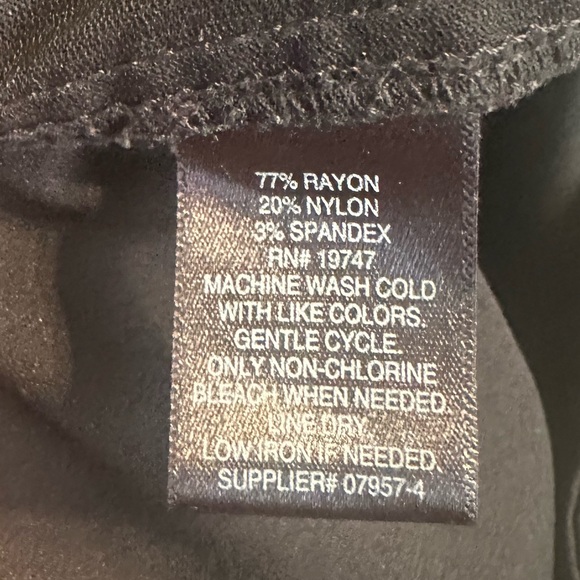 77% RAYON
20% NYLON
3% SPANDEX
RN# 19747
MACHINE WASH COLD
WITH LIKE COLORS.
GENTLE CYCLE.
ONLY NON-CHLORINE
BLEACH WHEN NEEDED.
LINE DRY.
LOW IRON IF NEEDED.
SUPPLIER# 07957-4